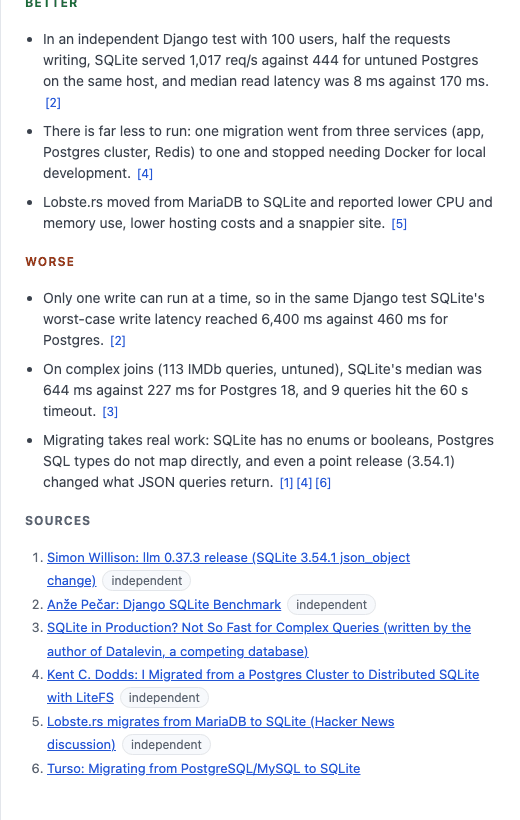 BETTER
• In an independent Django test with 100 users, half the requests
writing, SQLite served 1,017 req/s against 444 for untuned Postgres
on the same host, and median read latency was 8 ms against 170 ms.
[2]
• There is far less to run: one migration went from three services (app,
Postgres cluster, Redis) to one and stopped needing Docker for local
development. [4]
• Lobste.rs moved from MariaDB to SQLite and reported lower CPU and
memory use, lower hosting costs and a snappier site. [5]
WORSE
• Only one write can run at a time, so in the same Django test SQLite's
worst-case write latency reached 6,400 ms against 460 ms for
Postgres. [2]
• On complex joins (113 IMDb queries, untuned), SQLite's median was
644 ms against 227 ms for Postgres 18, and 9 queries hit the 60 s
timeout. [3]
• Migrating takes real work: SQLite has no enums or booleans, Postgres
SQL types do not map directly, and even a point release (3.54.1)
changed what JSON queries return. [1] [4] [6]
SOURCES
1. Simon Willison: llm 0.37.3 release (SQLite 3.54.1 json_object
change) independent
2. Anže Pečar: Django SQLite Benchmark independent
3. SQLite in Production? Not So Fast for Complex Queries (written by the
author of Datalevin, a competing database)
4. Kent C. Dodds: I Migrated from a Postgres Cluster to Distributed SQLite
with LiteFS independent
5. Lobste.rs migrates from MariaDB to SQLite (Hacker News
discussion) independent
6. Turso: Migrating from PostgreSQL/MySQL to SQLite